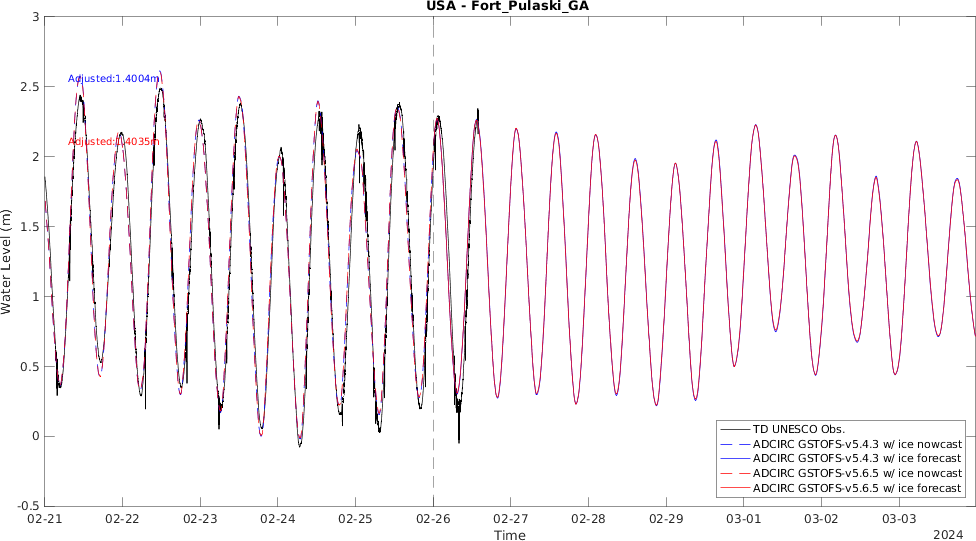 USA - Fort_Pulaski_GA
3
2.5
2
1.5
1
0.5
0
-0.5
Water Level (m)
Adjusted:1.4004m
Adjusted:1.4035m
TD UNESCO Obs.
ADCIRC GSTOFS-v5.4.3 w/ ice nowcast
ADCIRC GSTOFS-v5.4.3 w/ ice forecast
ADCIRC GSTOFS-v5.6.5 w/ ice nowcast
ADCIRC GSTOFS-v5.6.5 w/ ice forecast
02-21 02-22 02-23 02-24 02-25 02-26 02-27 02-28 02-29 03-01 03-02 03-03
Time
2024